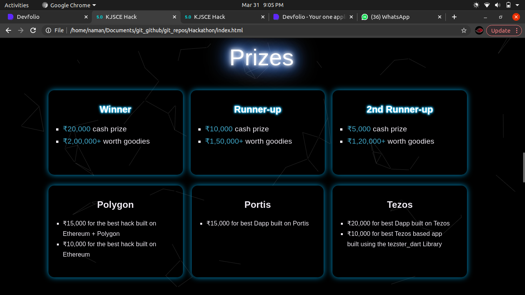 Activities
Google Chrome
Mar 31 9:05 PM
Devfolio
KJSCE Hack
KJSCE Hack
Devfolio - Your one appl
(36) WhatsApp
File
/home/naman/Documents/git_github/git_repos/Hackathon/index.html
Update
Prizes
Winner
₹20,000 cash prize
₹2,00,000+ worth goodies
Runner-up
₹10,000 cash prize
₹1,50,000+ worth goodies
2nd Runner-up
₹5,000 cash prize
₹1,20,000+ worth goodies
Polygon
₹15,000 for the best hack built on
Ethereum + Polygon
₹10,000 for the best hack built on
Ethereum
Portis
₹15,000 for best Dapp built on Portis
Tezos
₹20,000 for best Dapp built on Tezos
₹10,000 for best Tezos based app
built using the tezster_dart Library